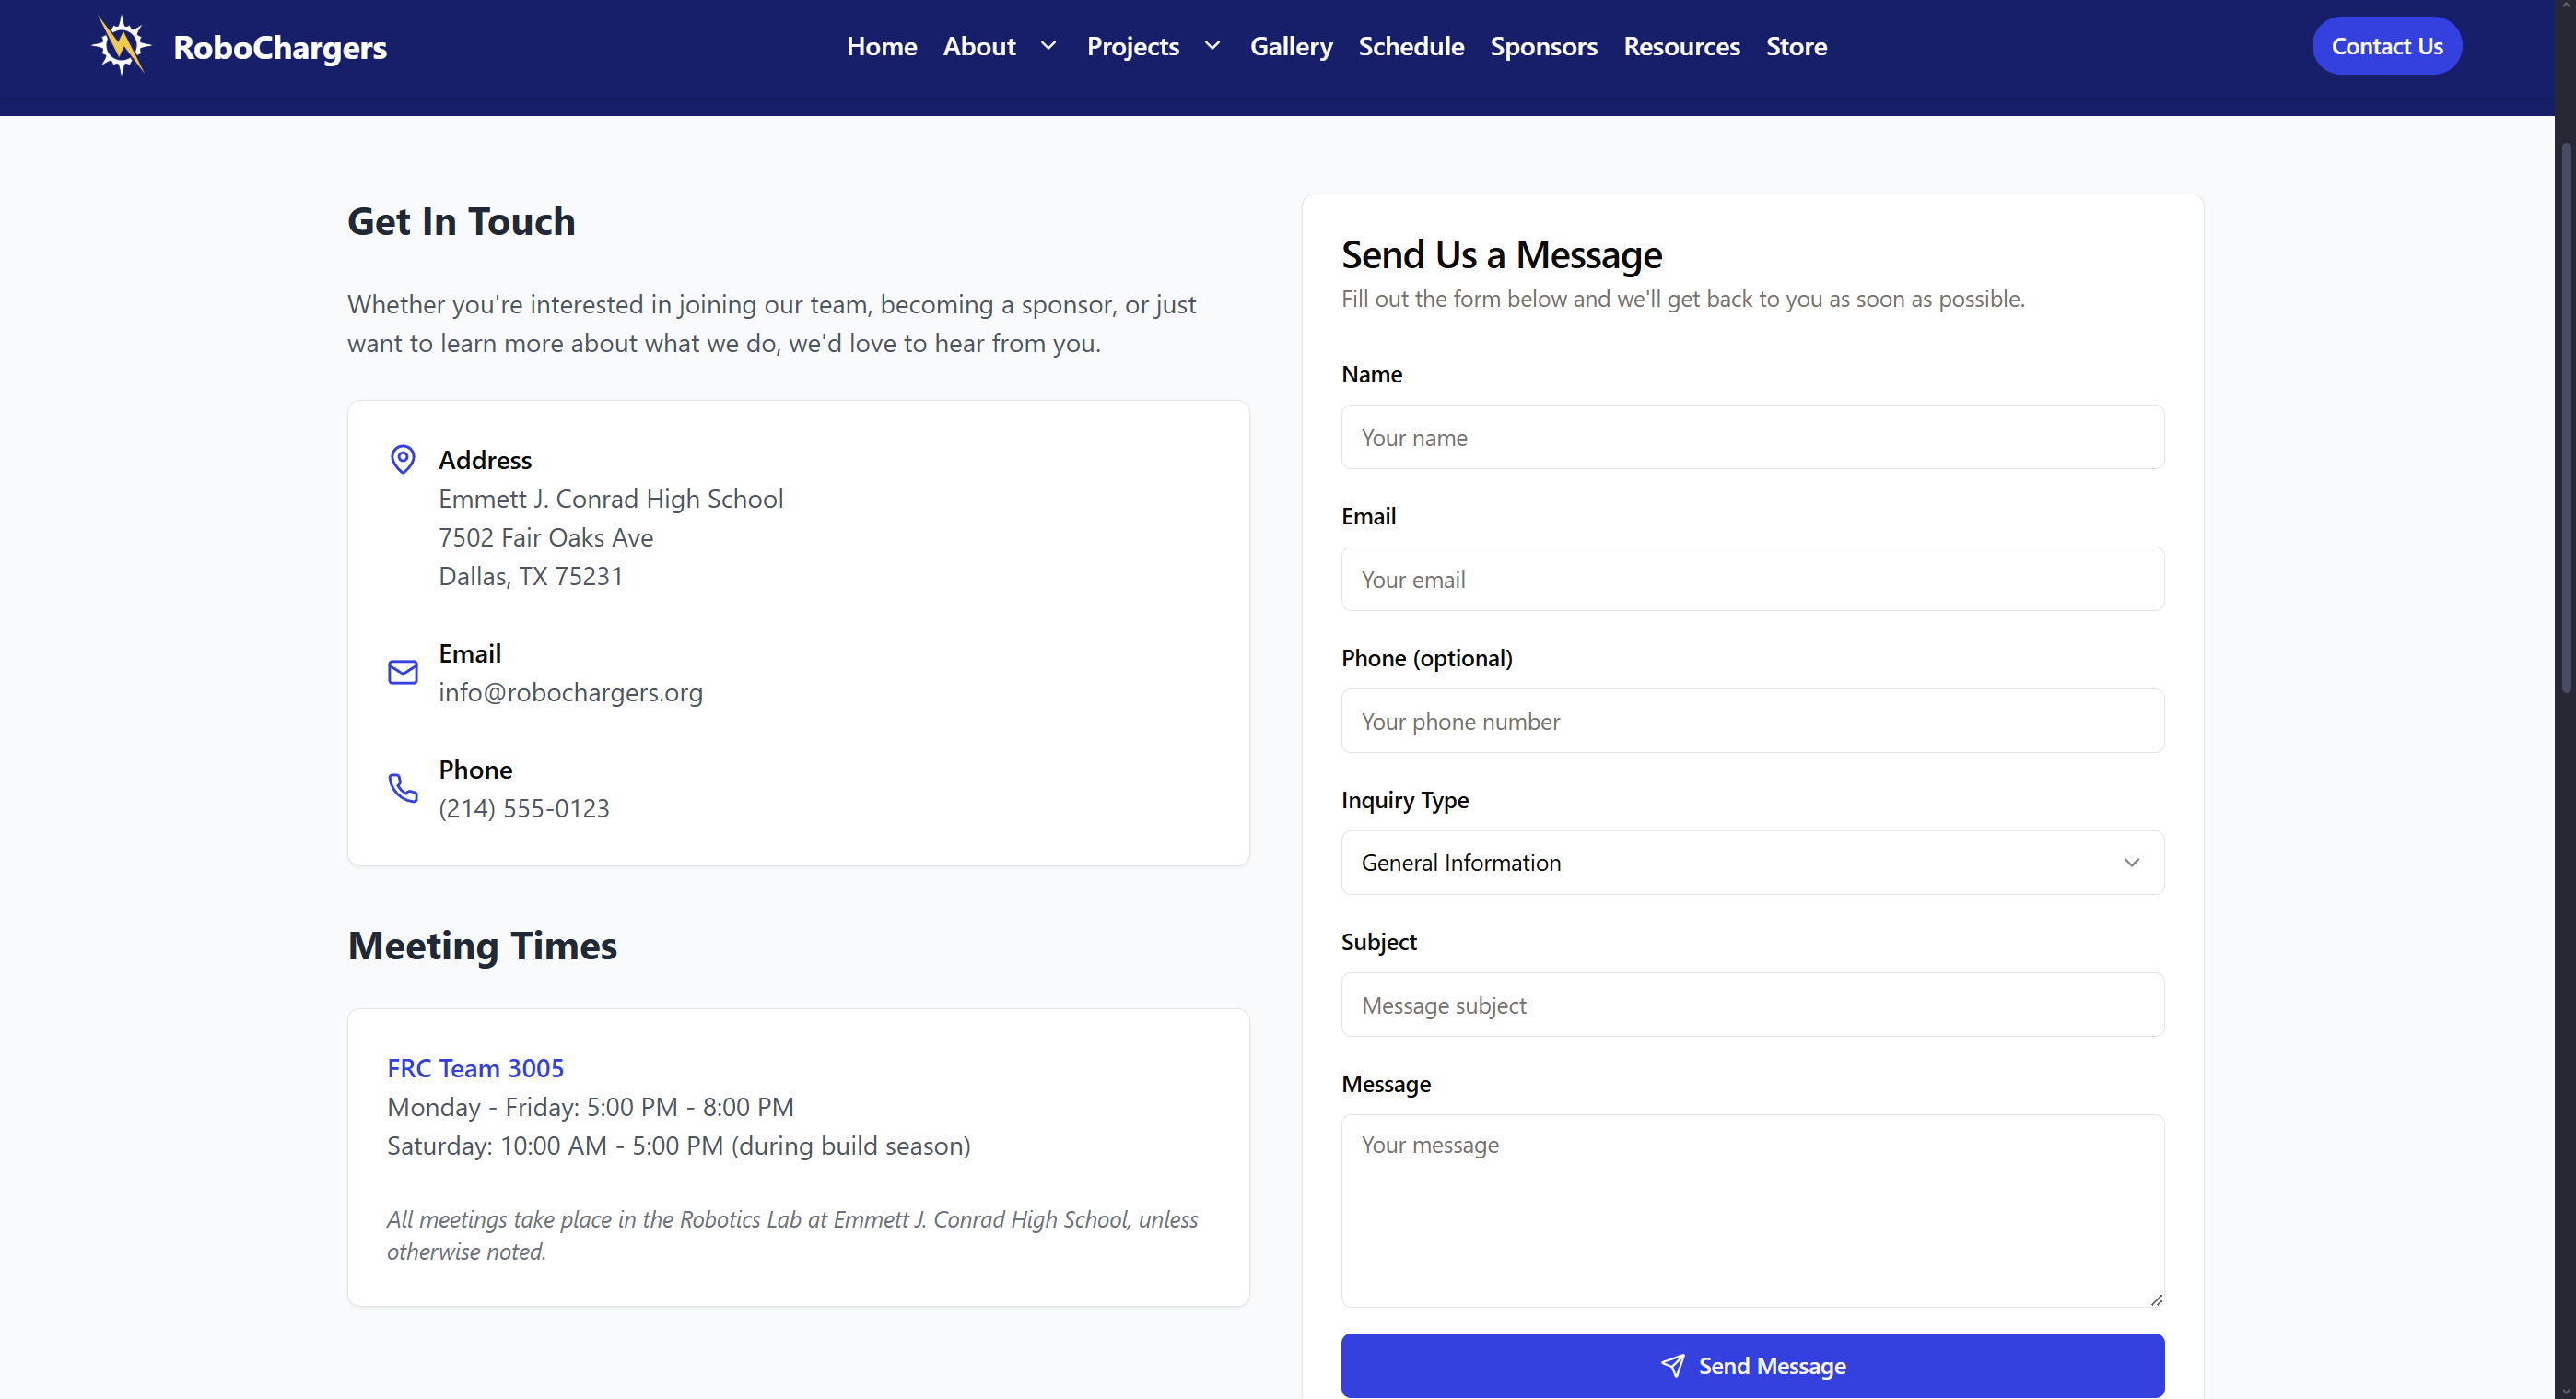 RoboChargers
Home
About
Projects
Gallery
Schedule
Sponsors
Resources
Store
Contact Us
Get In Touch
Whether you're interested in joining our team, becoming a sponsor, or just
want to learn more about what we do, we'd love to hear from you.
Address
Emmett J. Conrad High School
7502 Fair Oaks Ave
Dallas, TX 75231
Email
info@robochargers.org
Phone
(214) 555-0123
Meeting Times
FRC Team 3005
Monday - Friday: 5:00 PM - 8:00 PM
Saturday: 10:00 AM - 5:00 PM (during build season)
All meetings take place in the Robotics Lab at Emmett J. Conrad High School, unless
otherwise noted.
Send Us a Message
Fill out the form below and we'll get back to you as soon as possible.
Name
Your name
Email
Your email
Phone (optional)
Your phone number
Inquiry Type
General Information
Subject
Message subject
Message
Your message
Send Message